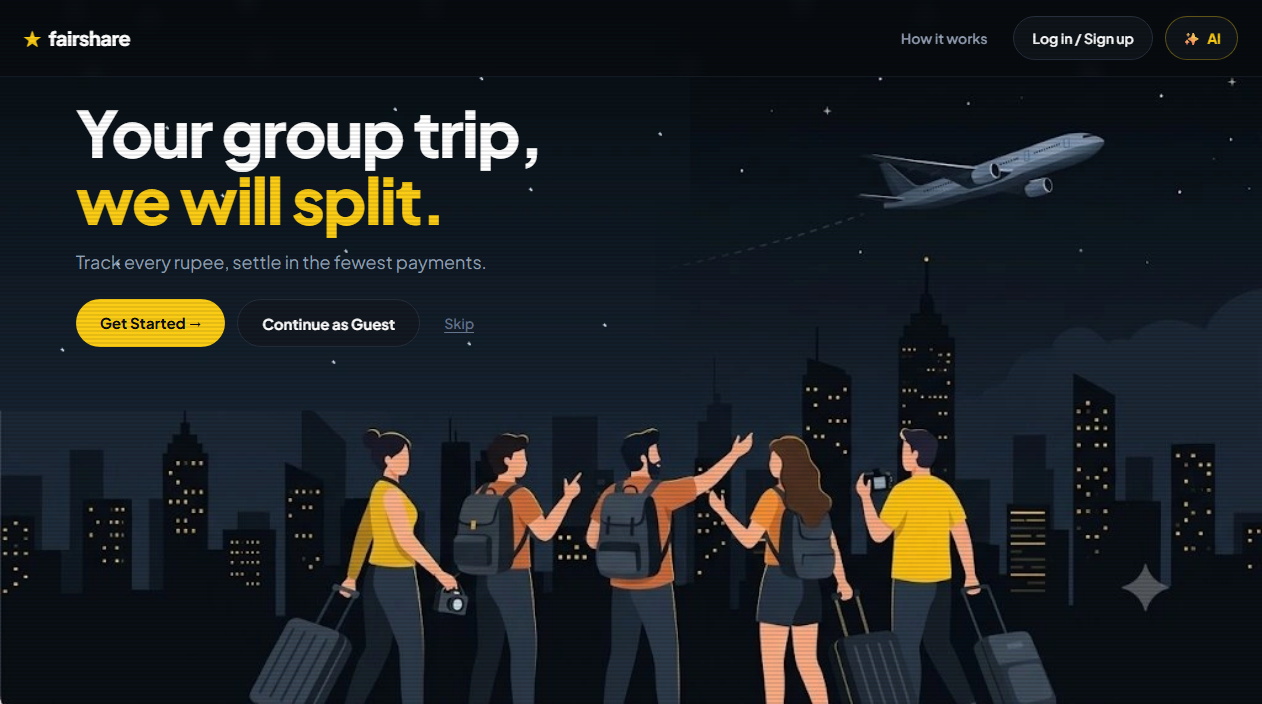 fairshare
How it works
Log in / Sign up
AI
Your group trip,
we will split.
Track every rupee, settle in the fewest payments.
Get Started →
Continue as Guest
Skip